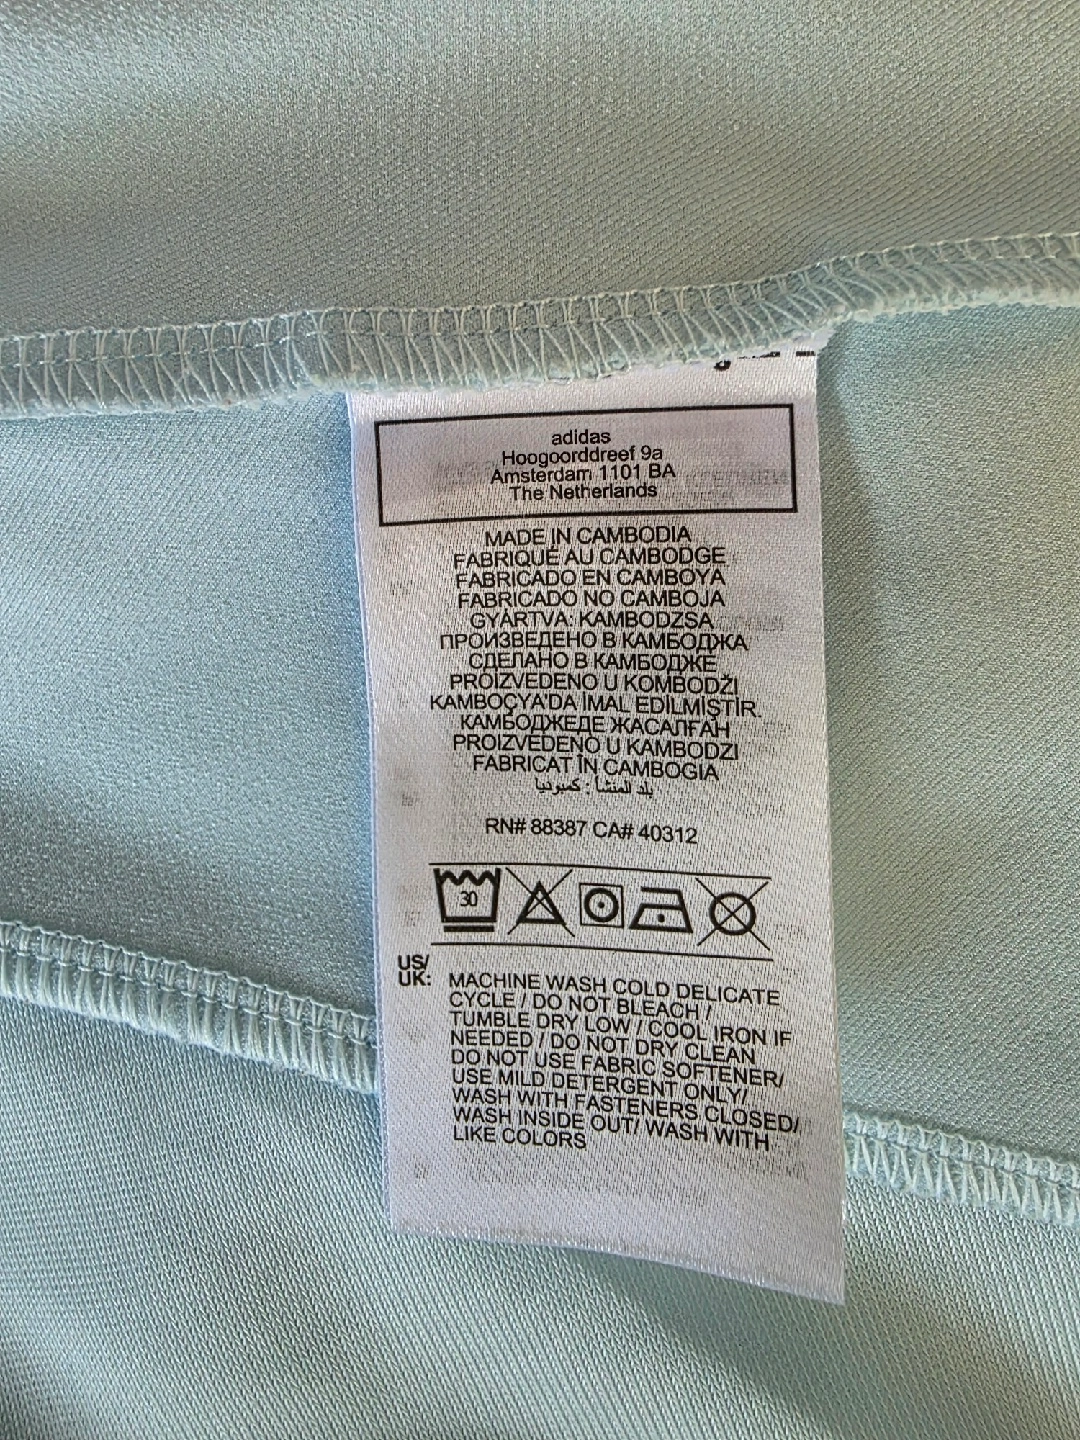 adidas
Hoogoorddreef 9a
Amsterdam 1101 BA
The Netherlands
MADE IN CAMBODIA
FABRIQUÉ AU CAMBODGE
FABRICADO EN CAMBOYA
FABRICADO NO CAMBOJA
GYÁRTVA: KAMBODZSA
ПРОИЗВЕДЕНО В КАМБОДЖА
СДЕЛАНО В КАМБОДЖЕ
PROIZVEDENO U KOMBODŽI
KAMBOÇYA'DA İMAL EDİLMİŞTİR.
КАМБОДЖЕДЕ ЖАСАЛҒАН
PROIZVEDENO U KAMBODZI
FABRICAT ÎN CAMBOGIA
بلد المنشأ : كمبوديا
RN# 88387 CA# 40312
30
US/
UK:
MACHINE WASH COLD DELICATE
CYCLE / DO NOT BLEACH /
TUMBLE DRY LOW / COOL IRON IF
NEEDED / DO NOT DRY CLEAN
DO NOT USE FABRIC SOFTENER/
USE MILD DETERGENT ONLY/
WASH WITH FASTENERS CLOSED/
WASH INSIDE OUT/ WASH WITH
LIKE COLORS